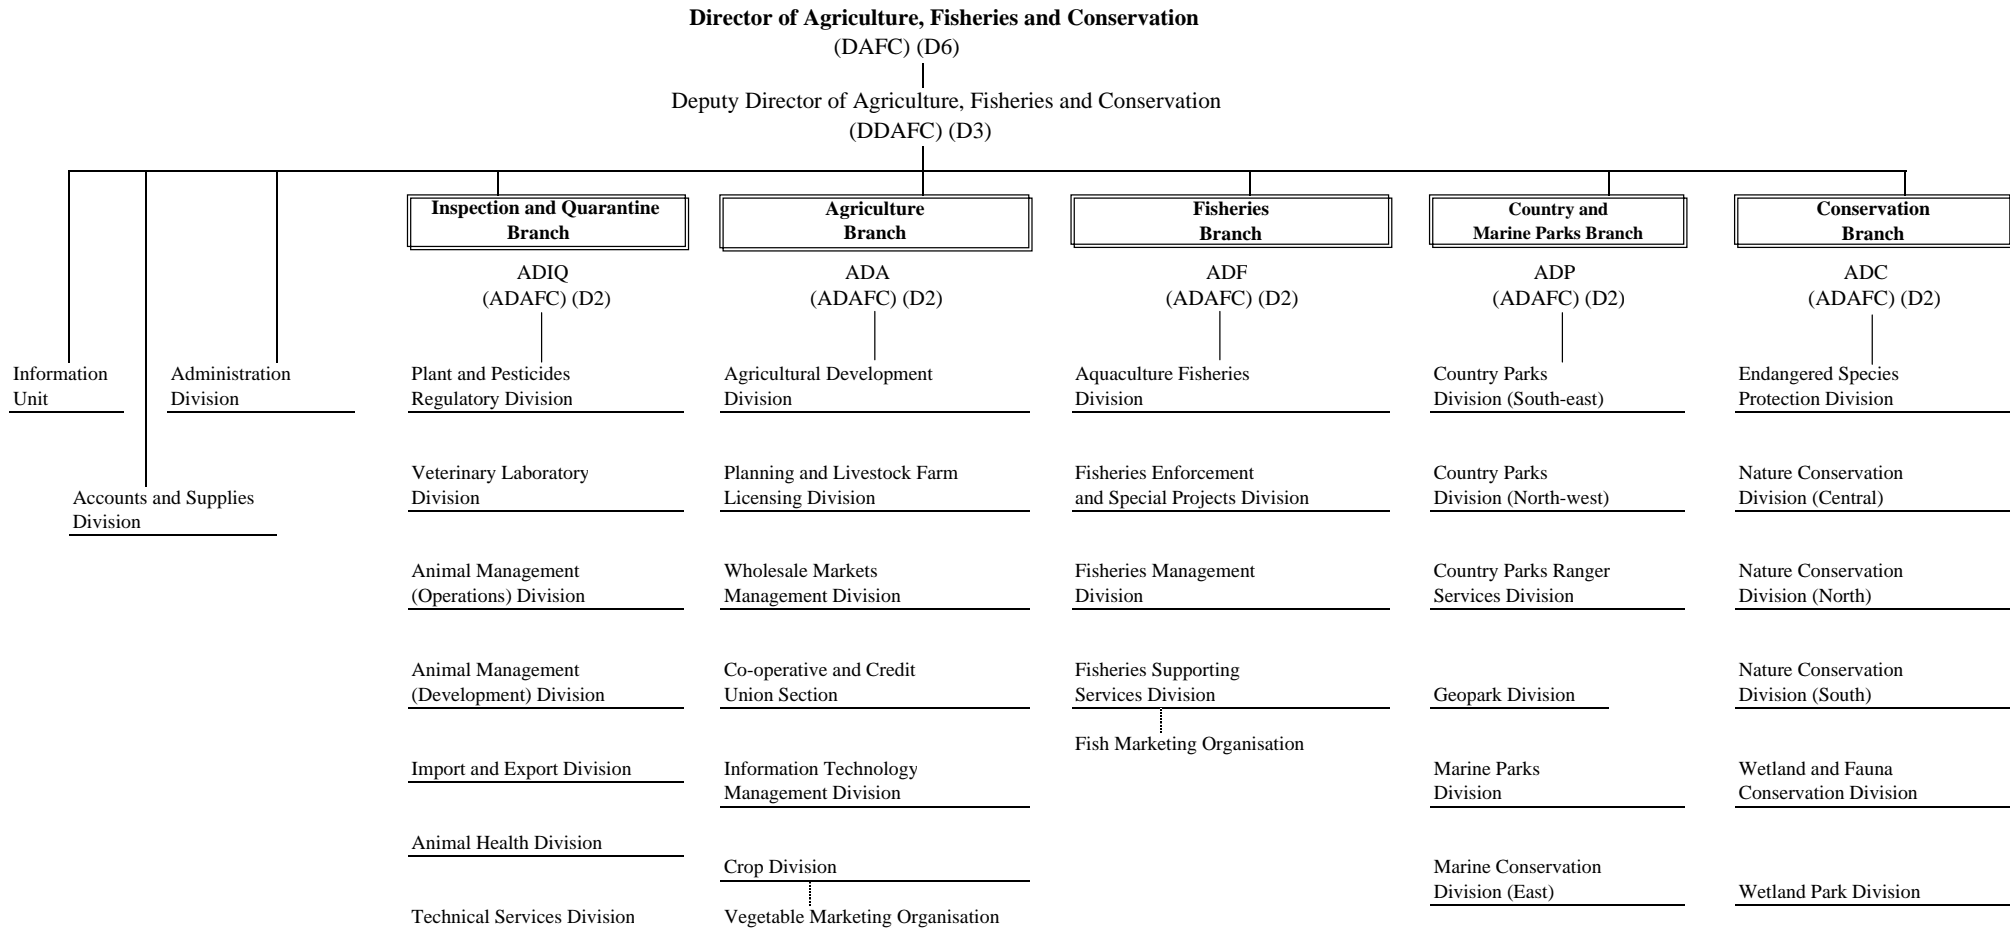 Director of Agriculture, Fisheries and Conservation
(DAFC) (D6)
Deputy Director of Agriculture, Fisheries and Conservation
(DDAFC) (D3)
Information
Unit
Accounts and Supplies
Division
Administration
Division
Inspection and Quarantine
Branch
ADIQ
(ADAFC) (D2)
Plant and Pesticides
Regulatory Division
Veterinary Laboratory
Division
Animal Management
(Operations) Division
Animal Management
(Development) Division
Import and Export Division
Animal Health Division
Technical Services Division
Agriculture
Branch
ADA
(ADAFC) (D2)
Agricultural Development
Division
Planning and Livestock Farm
Licensing Division
Wholesale Markets
Management Division
Co-operative and Credit
Union Section
Information Technology
Management Division
Crop Division
Vegetable Marketing Organisation
Fisheries
Branch
ADF
(ADAFC) (D2)
Aquaculture Fisheries
Division
Fisheries Enforcement
and Special Projects Division
Fisheries Management
Division
Fisheries Supporting
Services Division
Fish Marketing Organisation
Country and
Marine Parks Branch
ADP
(ADAFC) (D2)
Country Parks
Division (South-east)
Country Parks
Division (North-west)
Country Parks Ranger
Services Division
Geopark Division
Marine Parks
Division
Marine Conservation
Division (East)
Conservation
Branch
ADC
(ADAFC) (D2)
Endangered Species
Protection Division
Nature Conservation
Division (Central)
Nature Conservation
Division (North)
Nature Conservation
Division (South)
Wetland and Fauna
Conservation Division
Wetland Park Division